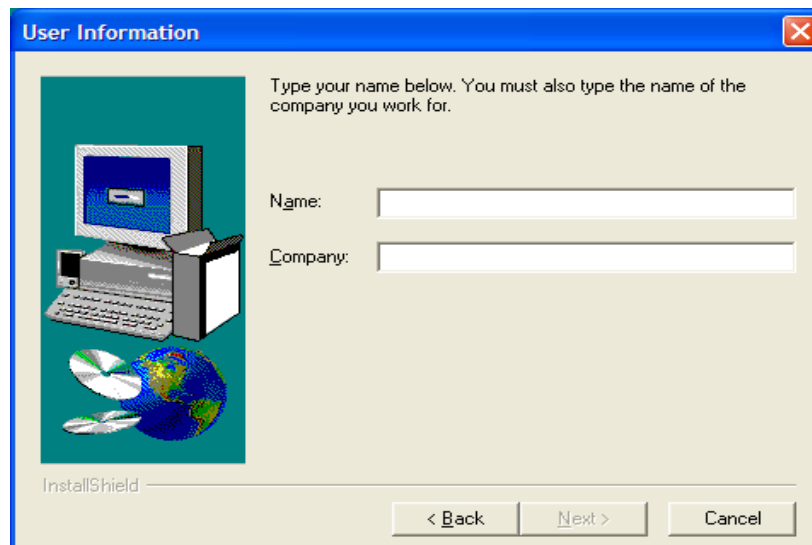 User Information
Type your name below. You must also type the name of the
company you work for.
Name:
Company:
InstallShield
< Back
Next >
Cancel